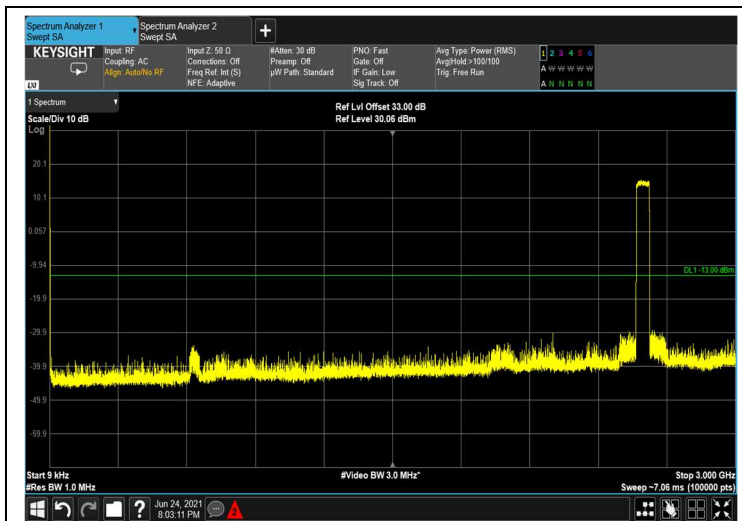 Spectrum Analyzer 1
Swept SA
Spectrum Analyzer 2
Swept SA
+
KEYSIGHT
LXI
Input: RF
Coupling: AC
Align: Auto/No RF
Input Z: 50 Ω
Corrections: Off
Freq Ref: Int (S)
NFE: Adaptive
#Atten: 30 dB
Preamp: Off
µW Path: Standard
PNO: Fast
Gate: Off
IF Gain: Low
Sig Track: Off
Avg Type: Power (RMS)
Avg|Hold:>100/100
Trig: Free Run
1 2 3 4 5 6
A W W W W W
A N N N N N
1 Spectrum
Scale/Div 10 dB
Log
Ref Lvl Offset 33.00 dB
Ref Level 30.06 dBm
20.1
10.1
0.057
-9.94
DL1 -13.00 dBm
-19.9
-29.9
-39.9
-49.9
-59.9
Start 9 kHz
#Res BW 1.0 MHz
#Video BW 3.0 MHz*
Stop 3.000 GHz
Sweep ~7.06 ms (100000 pts)
?
Jun 24, 2021
8:03:11 PM
2